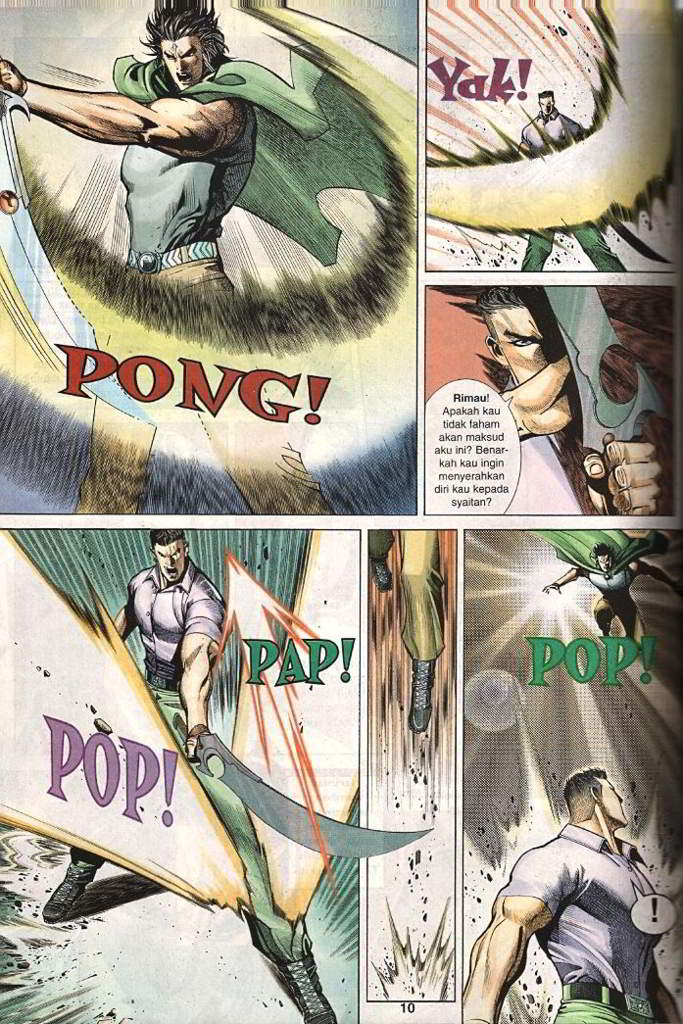 PONG!
Yak!
Rimau!
Apakah kau
tidak faham
akan maksud
aku ini? Benar-
kah kau ingin
menyerahkan
diri kau kepada
syaitan?
POP!
PAP!
POP!
!
10